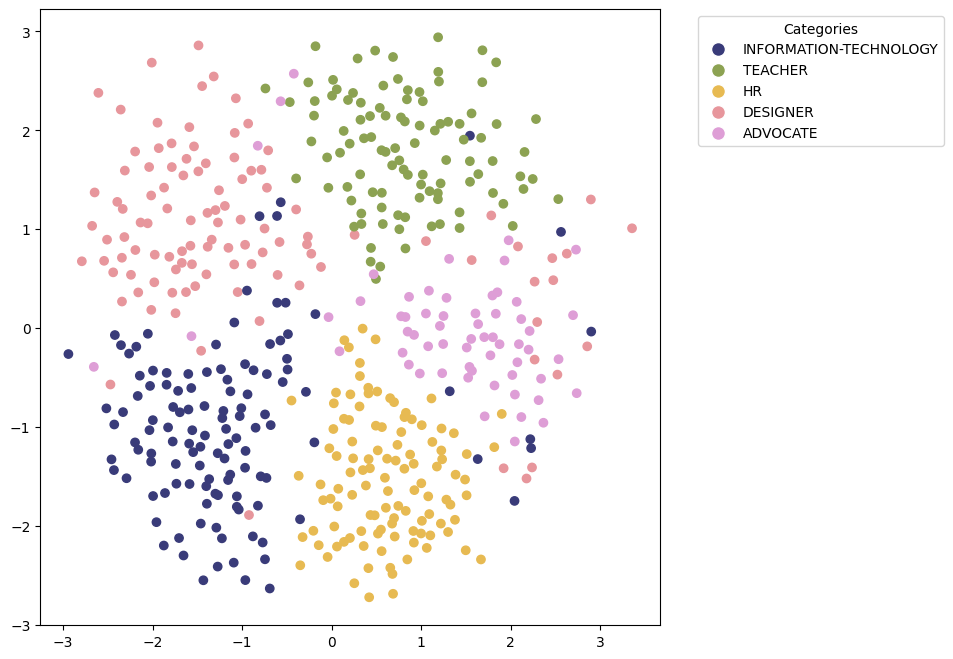 Categories
INFORMATION-TECHNOLOGY
TEACHER
HR
DESIGNER
ADVOCATE
3
2
1
0
−1
−2
−3
−3 −2 −1 0 1 2 3